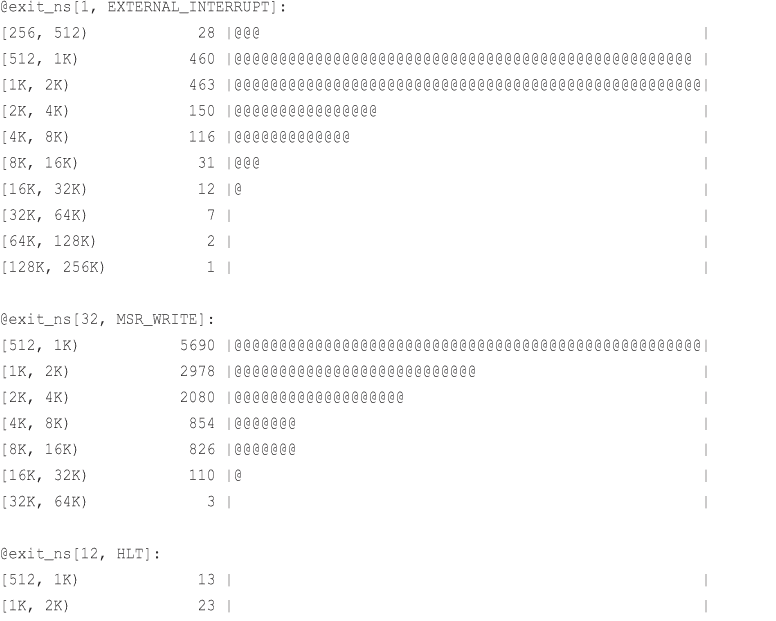 @exit_ns[1, EXTERNAL_INTERRUPT]:
[256, 512)            28 |@@@                                                 |
[512, 1K)            460 |@@@@@@@@@@@@@@@@@@@@@@@@@@@@@@@@@@@@@@@@@@@@@@@@@@@ |
[1K, 2K)             463 |@@@@@@@@@@@@@@@@@@@@@@@@@@@@@@@@@@@@@@@@@@@@@@@@@@@@|
[2K, 4K)             150 |@@@@@@@@@@@@@@@@                                    |
[4K, 8K)             116 |@@@@@@@@@@@@@                                       |
[8K, 16K)             31 |@@@                                                 |
[16K, 32K)            12 |@                                                   |
[32K, 64K)             7 |                                                    |
[64K, 128K)            2 |                                                    |
[128K, 256K)           1 |                                                    |

@exit_ns[32, MSR_WRITE]:
[512, 1K)           5690 |@@@@@@@@@@@@@@@@@@@@@@@@@@@@@@@@@@@@@@@@@@@@@@@@@@@@|
[1K, 2K)            2978 |@@@@@@@@@@@@@@@@@@@@@@@@@@@                         |
[2K, 4K)            2080 |@@@@@@@@@@@@@@@@@@@                                 |
[4K, 8K)             854 |@@@@@@@                                             |
[8K, 16K)            826 |@@@@@@@                                             |
[16K, 32K)           110 |@                                                   |
[32K, 64K)             3 |                                                    |

@exit_ns[12, HLT]:
[512, 1K)             13 |                                                    |
[1K, 2K)              23 |                                                    |